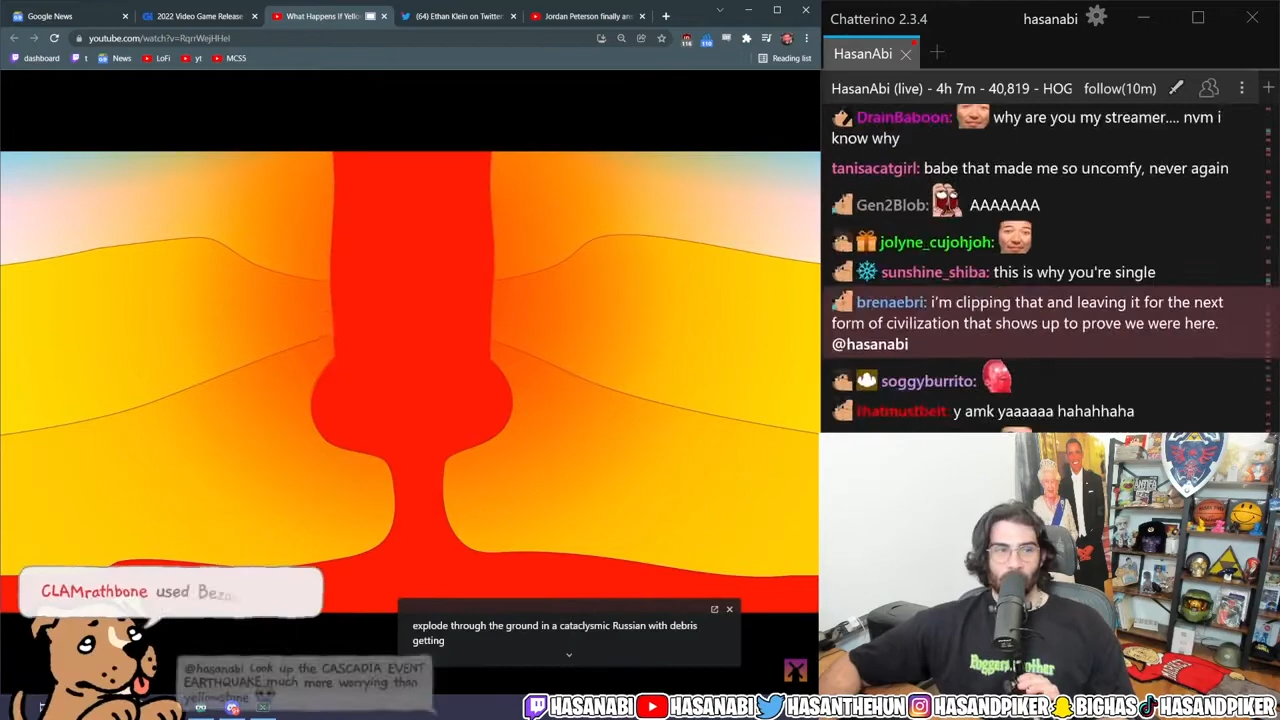 Google News
2022 Video Game Release
What Happens If Yello
(64) Ethan Klein on Twitter
Jordan Peterson finally an
youtube.com/watch?v=RqrrWejHHeI
116
110
dashboard
t
News
LoFi
yt
MCSS
Reading list
Chatterino 2.3.4
hasanabi
HasanAbi
HasanAbi (live) - 4h 7m - 40,819 - HOG
follow(10m)
DrainBaboon: why are you my streamer.... nvm i
know why
tanisacatgirl: babe that made me so uncomfy, never again
Gen2Blob: AAAAAAA
jolyne_cujohjoh:
sunshine_shiba: this is why you're single
brenaebri: i'm clipping that and leaving it for the next
form of civilization that shows up to prove we were here.
@hasanabi
soggyburrito:
y amk yaaaaaa hahahhaha
CLAMrathbone used Beza
explode through the ground in a cataclysmic Russian with debris
getting
@hasanabi Look up the CASCADIA EVENT
EARTHQUAKE much more worrying than
yellowstone
Poggers mother
HASANABI
HASANABI
HASANTHEHUN
HASANDPIKER
BIGHAS
HASANDPIKER